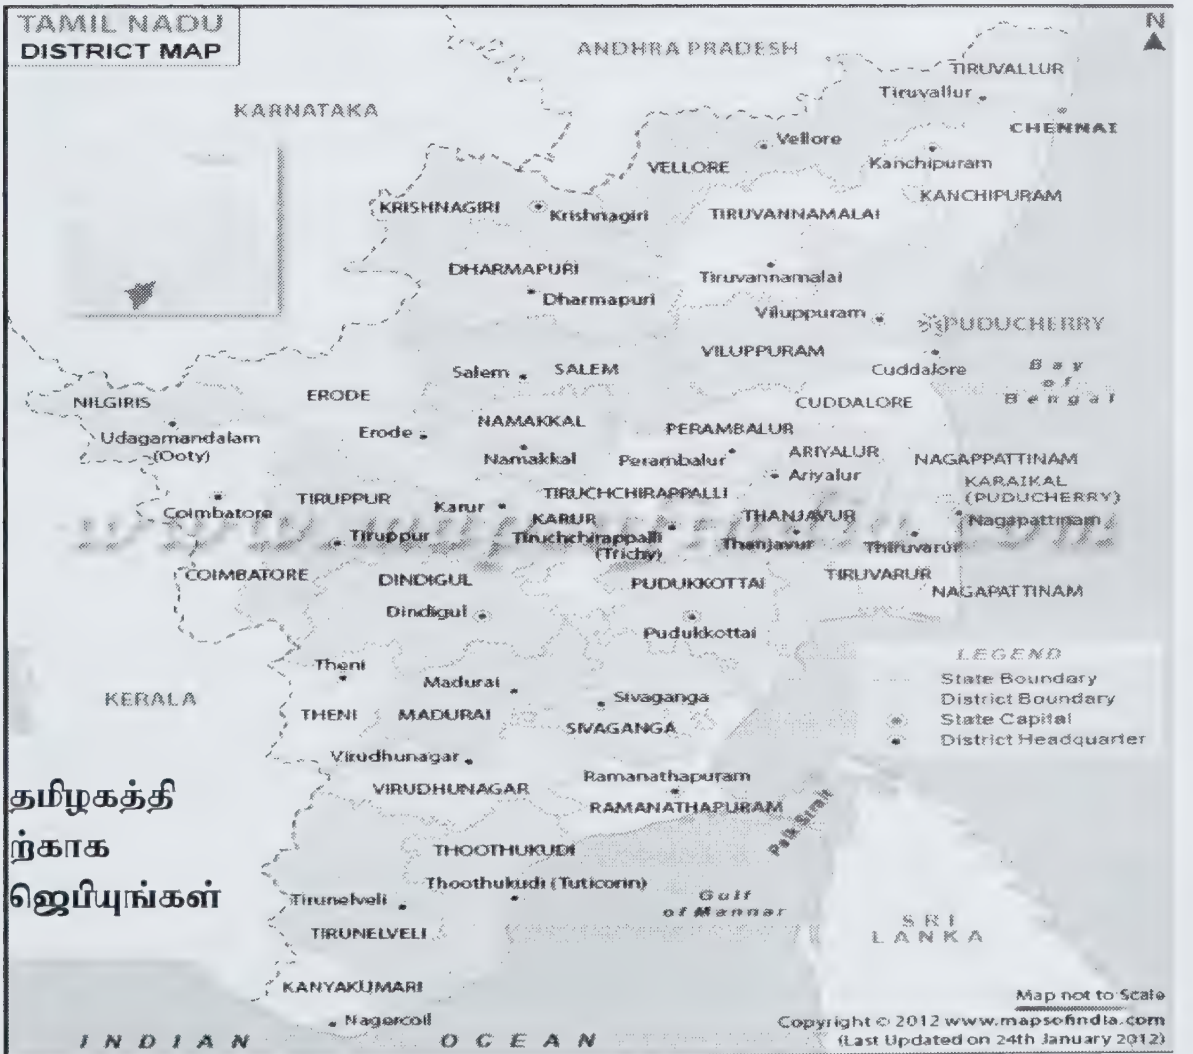 TAMIL NADU
DISTRICT MAP
N
ANDHRA PRADESH
TIRUVALLUR
Tiruvallur
KARNATAKA
CHENNAI
Vellore
VELLORE
Kanchipuram
KANCHIPURAM
KRISHNAGIRI
Krishnagiri
TIRUVANNAMALAI
DHARMAPURI
Tiruvannamalai
Dharmapuri
Viluppuram
PUDUCHERRY
VILUPPURAM
Cuddalore
Bay
of
Bengal
Salem
SALEM
ERODE
NILGIRIS
CUDDALORE
NAMAKKAL
PERAMBALUR
Udagamandalam
(Ooty)
Erode
Namakkal
Perambalur
ARIYALUR
NAGAPPATTINAM
Ariyalur
KARAIKAL
(PUDUCHERRY)
TIRUPPUR
TIRUCHCHIRAPPALLI
Coimbatore
Karur
KARUR
THANJAVUR
Nagapattinam
Tiruppur
Tiruchchirappalli
(Trichy)
Thanjavur
Thiruvarur
COIMBATORE
DINDIGUL
PUDUKKOTTAI
TIRUVARUR
NAGAPATTINAM
Dindigul
Pudukkottai
LEGEND
State Boundary
District Boundary
State Capital
District Headquarter
Theni
Madurai
Sivaganga
KERALA
THENI
MADURAI
SIVAGANGA
Virudhunagar
VIRUDHUNAGAR
Ramanathapuram
RAMANATHAPURAM
Palk Strait
தமிழகத்தி
ற்காக
ஜெபியுங்கள்
THOOTHUKUDI
Thoothukudi (Tuticorin)
Tirunelveli
TIRUNELVELI
Gulf
of Mannar
SRI
LANKA
KANYAKUMARI
Nagercoil
INDIAN OCEAN
Map not to Scale
Copyright © 2012 www.mapsofindia.com
(Last Updated on 24th January 2012)